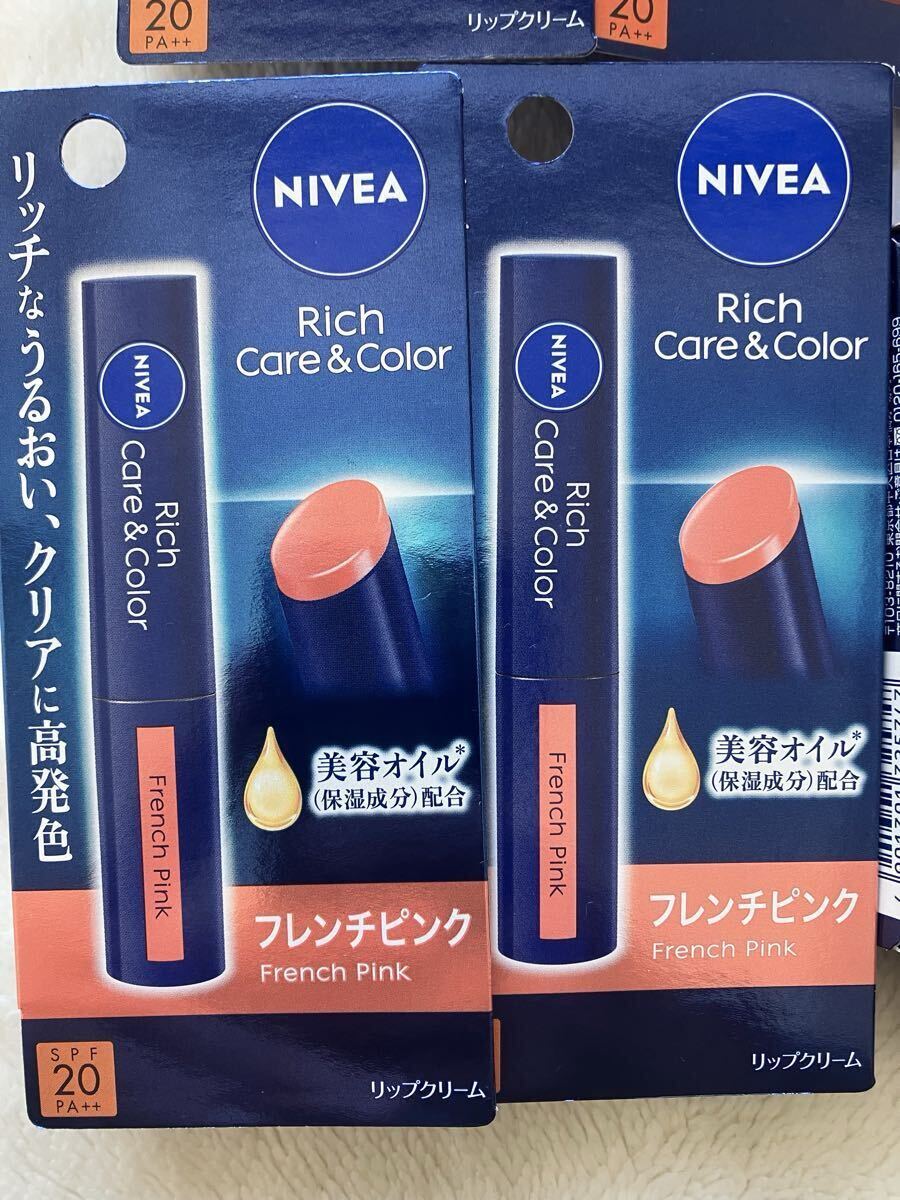 20
PA++
リップクリーム
20
PA++
リッチなうるおい、クリアに高発色
NIVEA
Rich
Care & Color
NIVEA
Rich
Care & Color
French Pink
美容オイル*
(保湿成分)配合
フレンチピンク
French Pink
SPF
20
PA++
リップクリーム
NIVEA
Rich
Care & Color
NIVEA
Rich
Care & Color
French Pink
美容オイル*
(保湿成分)配合
フレンチピンク
French Pink
リップクリーム
〒103-8210